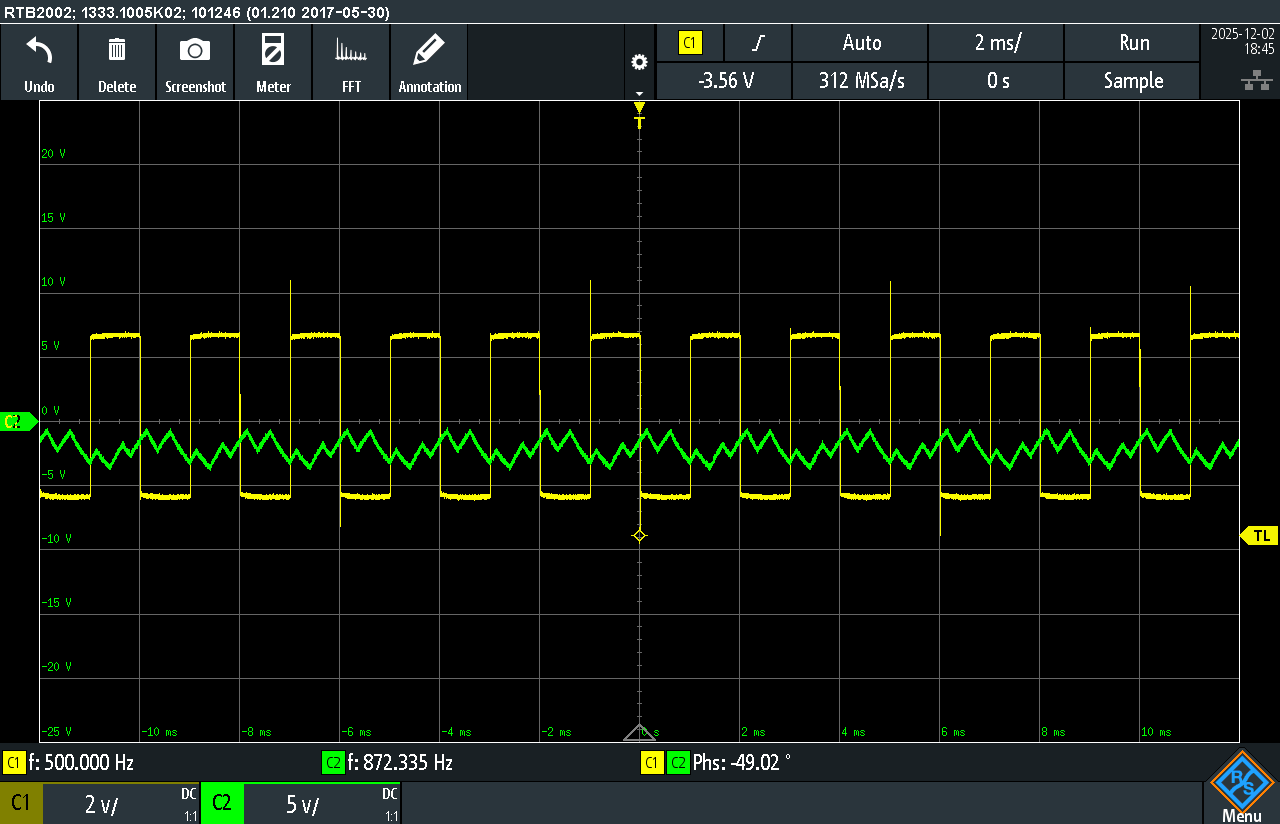 RTB2002; 1333.1005K02; 101246 (01.210 2017-05-30)
Undo
Delete
Screenshot
Meter
FFT
Annotation
C1
Auto
2 ms/
Run
-3.56 V
312 MSa/s
0 s
Sample
2025-12-02
18:45
T
20 V
15 V
10 V
5 V
0 V
C2
-5 V
-10 V
TL
-15 V
-20 V
-25 V
-10 ms
-8 ms
-6 ms
-4 ms
-2 ms
0 s
2 ms
4 ms
6 ms
8 ms
10 ms
C1 f: 500.000 Hz
C2 f: 872.335 Hz
C1 C2 Phs: -49.02 °
C1 2 V/ DC 1:1
C2 5 V/ DC 1:1
R S
Menu